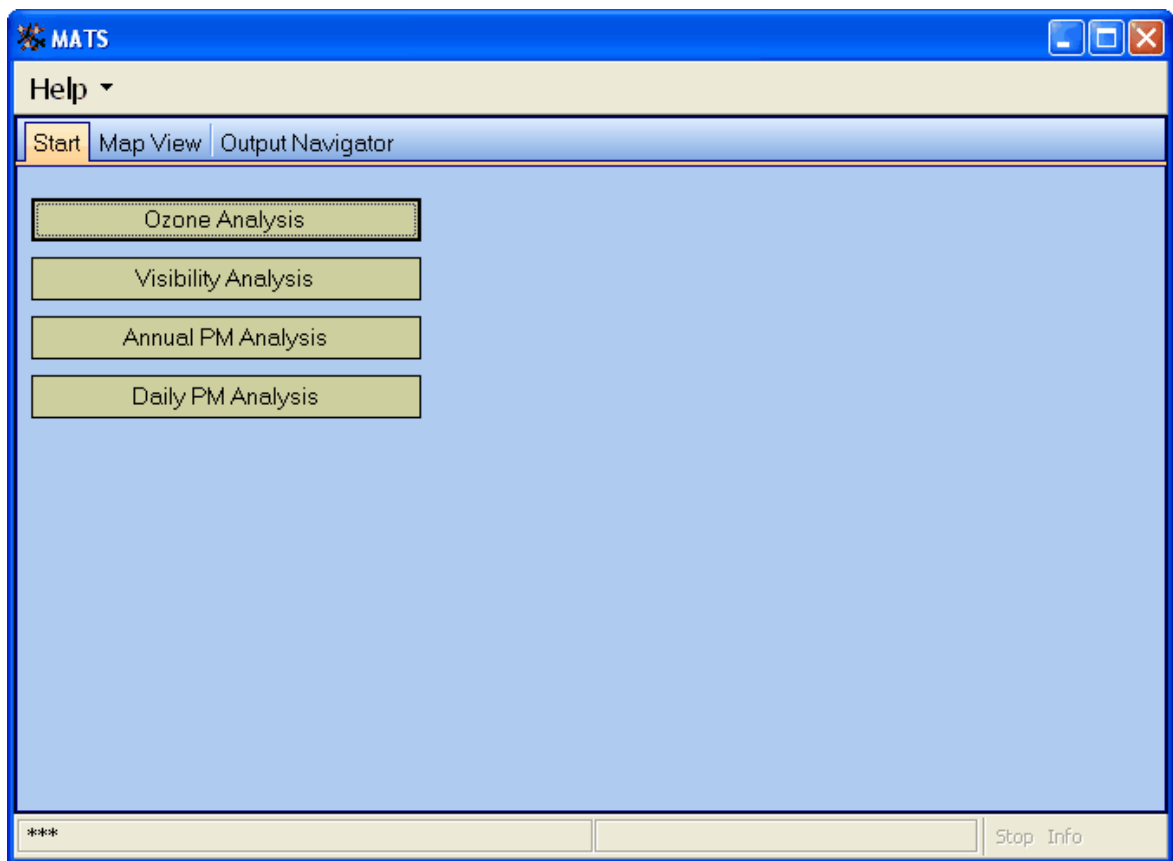 MATS
Help
Start Map View Output Navigator
Ozone Analysis
Visibility Analysis
Annual PM Analysis
Daily PM Analysis
*** Stop Info